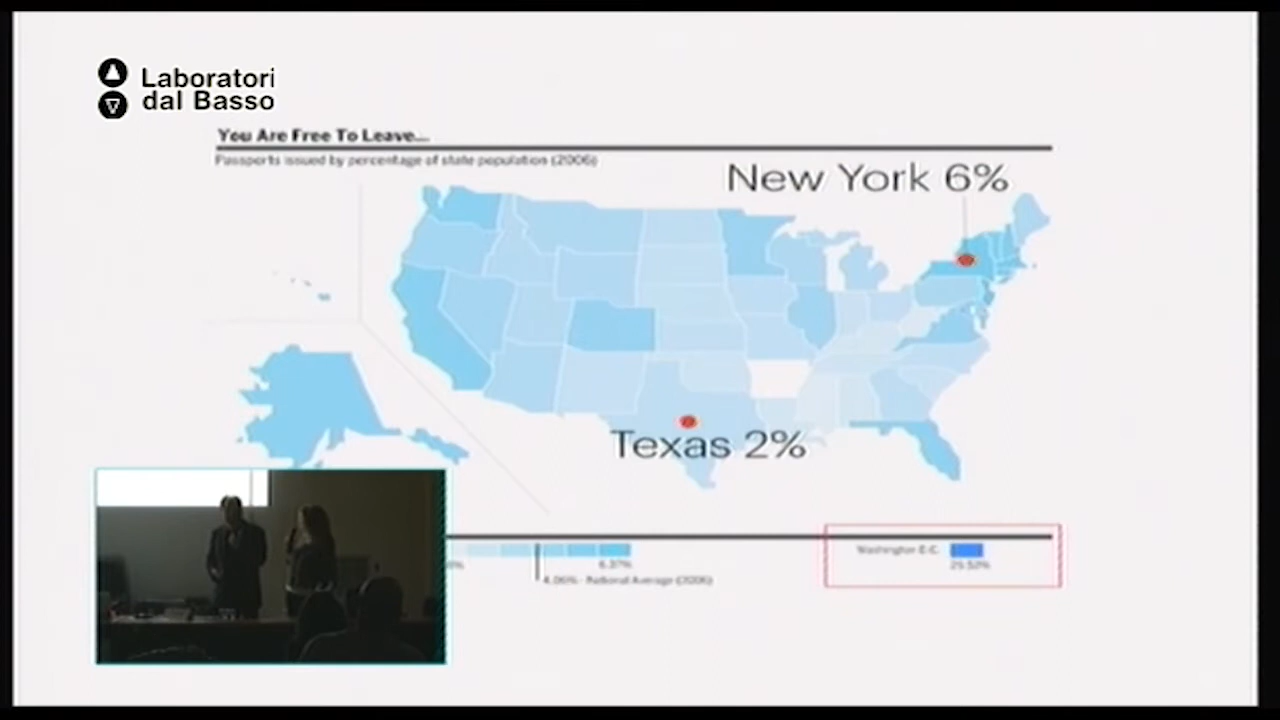 Laboratori
dal Basso
You Are Free To Leave...
Passports issued by percentage of state population (2006)
New York 6%
Texas 2%
Washington D.C.
6.37%
25.52%
4.06% - National Average (2006)